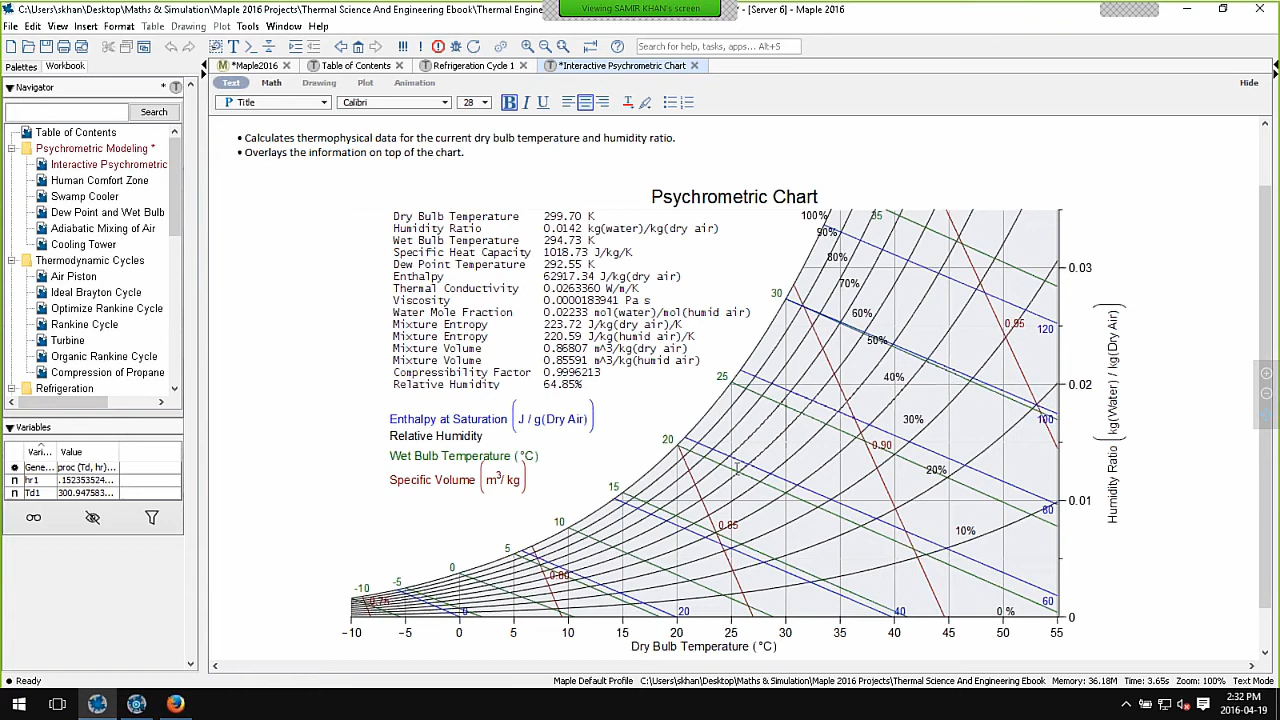 C:\Users\skhan\Desktop\Maths & Simulation\Maple 2016 Projects\Thermal Science And Engineering Ebook\Thermal Engine
Viewing SAMIR KHAN's screen
- [Server 6] - Maple 2016
File Edit View Insert Format Table Drawing Plot Tools Window Help
Search for help, tasks, apps... Alt+S
Palettes Workbook
*Maple2016 Table of Contents Refrigeration Cycle 1 *Interactive Psychrometric Chart
Navigator
Text Math Drawing Plot Animation Hide
P Title Calibri 28 B I U
Search
Table of Contents
Psychrometric Modeling *
Interactive Psychrometric
Human Comfort Zone
Swamp Cooler
Dew Point and Wet Bulb
Adiabatic Mixing of Air
Cooling Tower
Thermodynamic Cycles
Air Piston
Ideal Brayton Cycle
Optimize Rankine Cycle
Rankine Cycle
Turbine
Organic Rankine Cycle
Compression of Propane
Refrigeration
Variables
Vari... Value
Gene... proc (Td, hr)...
hr1 .152353524...
Td1 300.947583...
• Calculates thermophysical data for the current dry bulb temperature and humidity ratio.
• Overlays the information on top of the chart.
Psychrometric Chart
Dry Bulb Temperature 299.70 K
Humidity Ratio 0.0142 kg(water)/kg(dry air)
Wet Bulb Temperature 294.73 K
Specific Heat Capacity 1018.73 J/kg/K
Dew Point Temperature 292.55 K
Enthalpy 62917.34 J/kg(dry air)
Thermal Conductivity 0.0263360 W/m/K
Viscosity 0.0000183941 Pa s
Water Mole Fraction 0.02233 mol(water)/mol(humid air)
Mixture Entropy 223.72 J/kg(dry air)/K
Mixture Entropy 220.59 J/kg(humid air)/K
Mixture Volume 0.86807 m^3/kg(dry air)
Mixture Volume 0.85591 m^3/kg(humid air)
Compressibility Factor 0.9996213
Relative Humidity 64.85%
Enthalpy at Saturation (J / g(Dry Air))
Relative Humidity
Wet Bulb Temperature (°C)
Specific Volume (m3/ kg)
100% 35
90%
80%
70%
60%
50%
40%
30%
20%
10%
0 %
30
25
20
15
10
5
0
-5
-10
0.95
0.90
0.85
0.80
0.75
120
100
80
60
40
20
0
0.03
0.02
0.01
0
Humidity Ratio (kg(Water) / kg(Dry Air))
−10 −5 0 5 10 15 20 25 30 35 40 45 50 55
Dry Bulb Temperature (°C)
Ready
Maple Default Profile C:\Users\skhan\Desktop\Maths & Simulation\Maple 2016 Projects\Thermal Science And Engineering Ebook Memory: 36.18M Time: 3.65s Zoom: 100% Text Mode
2:32 PM
2016-04-19